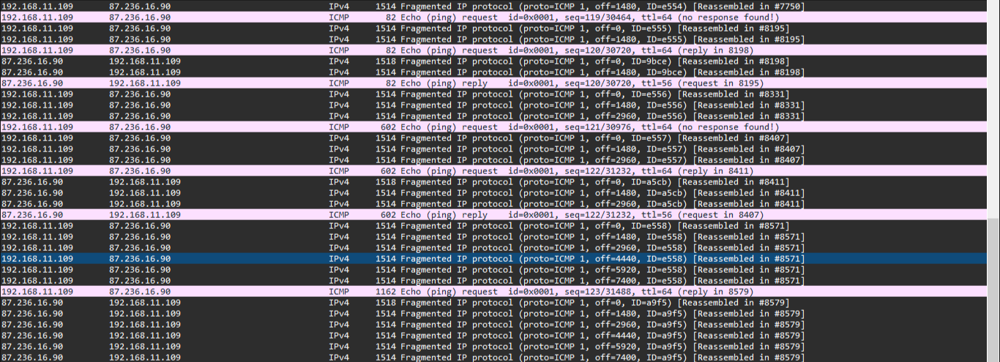 192.168.11.109 87.236.16.90 IPv4 1514 Fragmented IP protocol (proto=ICMP 1, off=1480, ID=e554) [Reassembled in #7750]
192.168.11.109 87.236.16.90 ICMP 82 Echo (ping) request id=0x0001, seq=119/30464, ttl=64 (no response found!)
192.168.11.109 87.236.16.90 IPv4 1514 Fragmented IP protocol (proto=ICMP 1, off=0, ID=e555) [Reassembled in #8195]
192.168.11.109 87.236.16.90 IPv4 1514 Fragmented IP protocol (proto=ICMP 1, off=1480, ID=e555) [Reassembled in #8195]
192.168.11.109 87.236.16.90 ICMP 82 Echo (ping) request id=0x0001, seq=120/30720, ttl=64 (reply in 8198)
87.236.16.90 192.168.11.109 IPv4 1518 Fragmented IP protocol (proto=ICMP 1, off=0, ID=9bce) [Reassembled in #8198]
87.236.16.90 192.168.11.109 IPv4 1514 Fragmented IP protocol (proto=ICMP 1, off=1480, ID=9bce) [Reassembled in #8198]
87.236.16.90 192.168.11.109 ICMP 82 Echo (ping) reply id=0x0001, seq=120/30720, ttl=56 (request in 8195)
192.168.11.109 87.236.16.90 IPv4 1514 Fragmented IP protocol (proto=ICMP 1, off=0, ID=e556) [Reassembled in #8331]
192.168.11.109 87.236.16.90 IPv4 1514 Fragmented IP protocol (proto=ICMP 1, off=1480, ID=e556) [Reassembled in #8331]
192.168.11.109 87.236.16.90 IPv4 1514 Fragmented IP protocol (proto=ICMP 1, off=2960, ID=e556) [Reassembled in #8331]
192.168.11.109 87.236.16.90 ICMP 602 Echo (ping) request id=0x0001, seq=121/30976, ttl=64 (no response found!)
192.168.11.109 87.236.16.90 IPv4 1514 Fragmented IP protocol (proto=ICMP 1, off=0, ID=e557) [Reassembled in #8407]
192.168.11.109 87.236.16.90 IPv4 1514 Fragmented IP protocol (proto=ICMP 1, off=1480, ID=e557) [Reassembled in #8407]
192.168.11.109 87.236.16.90 IPv4 1514 Fragmented IP protocol (proto=ICMP 1, off=2960, ID=e557) [Reassembled in #8407]
192.168.11.109 87.236.16.90 ICMP 602 Echo (ping) request id=0x0001, seq=122/31232, ttl=64 (reply in 8411)
87.236.16.90 192.168.11.109 IPv4 1518 Fragmented IP protocol (proto=ICMP 1, off=0, ID=a5cb) [Reassembled in #8411]
87.236.16.90 192.168.11.109 IPv4 1514 Fragmented IP protocol (proto=ICMP 1, off=1480, ID=a5cb) [Reassembled in #8411]
87.236.16.90 192.168.11.109 IPv4 1514 Fragmented IP protocol (proto=ICMP 1, off=2960, ID=a5cb) [Reassembled in #8411]
87.236.16.90 192.168.11.109 ICMP 602 Echo (ping) reply id=0x0001, seq=122/31232, ttl=56 (request in 8407)
192.168.11.109 87.236.16.90 IPv4 1514 Fragmented IP protocol (proto=ICMP 1, off=0, ID=e558) [Reassembled in #8571]
192.168.11.109 87.236.16.90 IPv4 1514 Fragmented IP protocol (proto=ICMP 1, off=1480, ID=e558) [Reassembled in #8571]
192.168.11.109 87.236.16.90 IPv4 1514 Fragmented IP protocol (proto=ICMP 1, off=2960, ID=e558) [Reassembled in #8571]
192.168.11.109 87.236.16.90 IPv4 1514 Fragmented IP protocol (proto=ICMP 1, off=4440, ID=e558) [Reassembled in #8571]
192.168.11.109 87.236.16.90 IPv4 1514 Fragmented IP protocol (proto=ICMP 1, off=5920, ID=e558) [Reassembled in #8571]
192.168.11.109 87.236.16.90 IPv4 1514 Fragmented IP protocol (proto=ICMP 1, off=7400, ID=e558) [Reassembled in #8571]
192.168.11.109 87.236.16.90 ICMP 1162 Echo (ping) request id=0x0001, seq=123/31488, ttl=64 (reply in 8579)
87.236.16.90 192.168.11.109 IPv4 1518 Fragmented IP protocol (proto=ICMP 1, off=0, ID=a9f5) [Reassembled in #8579]
87.236.16.90 192.168.11.109 IPv4 1514 Fragmented IP protocol (proto=ICMP 1, off=1480, ID=a9f5) [Reassembled in #8579]
87.236.16.90 192.168.11.109 IPv4 1514 Fragmented IP protocol (proto=ICMP 1, off=2960, ID=a9f5) [Reassembled in #8579]
87.236.16.90 192.168.11.109 IPv4 1514 Fragmented IP protocol (proto=ICMP 1, off=4440, ID=a9f5) [Reassembled in #8579]
87.236.16.90 192.168.11.109 IPv4 1514 Fragmented IP protocol (proto=ICMP 1, off=5920, ID=a9f5) [Reassembled in #8579]
87.236.16.90 192.168.11.109 IPv4 1514 Fragmented IP protocol (proto=ICMP 1, off=7400, ID=a9f5) [Reassembled in #8579]